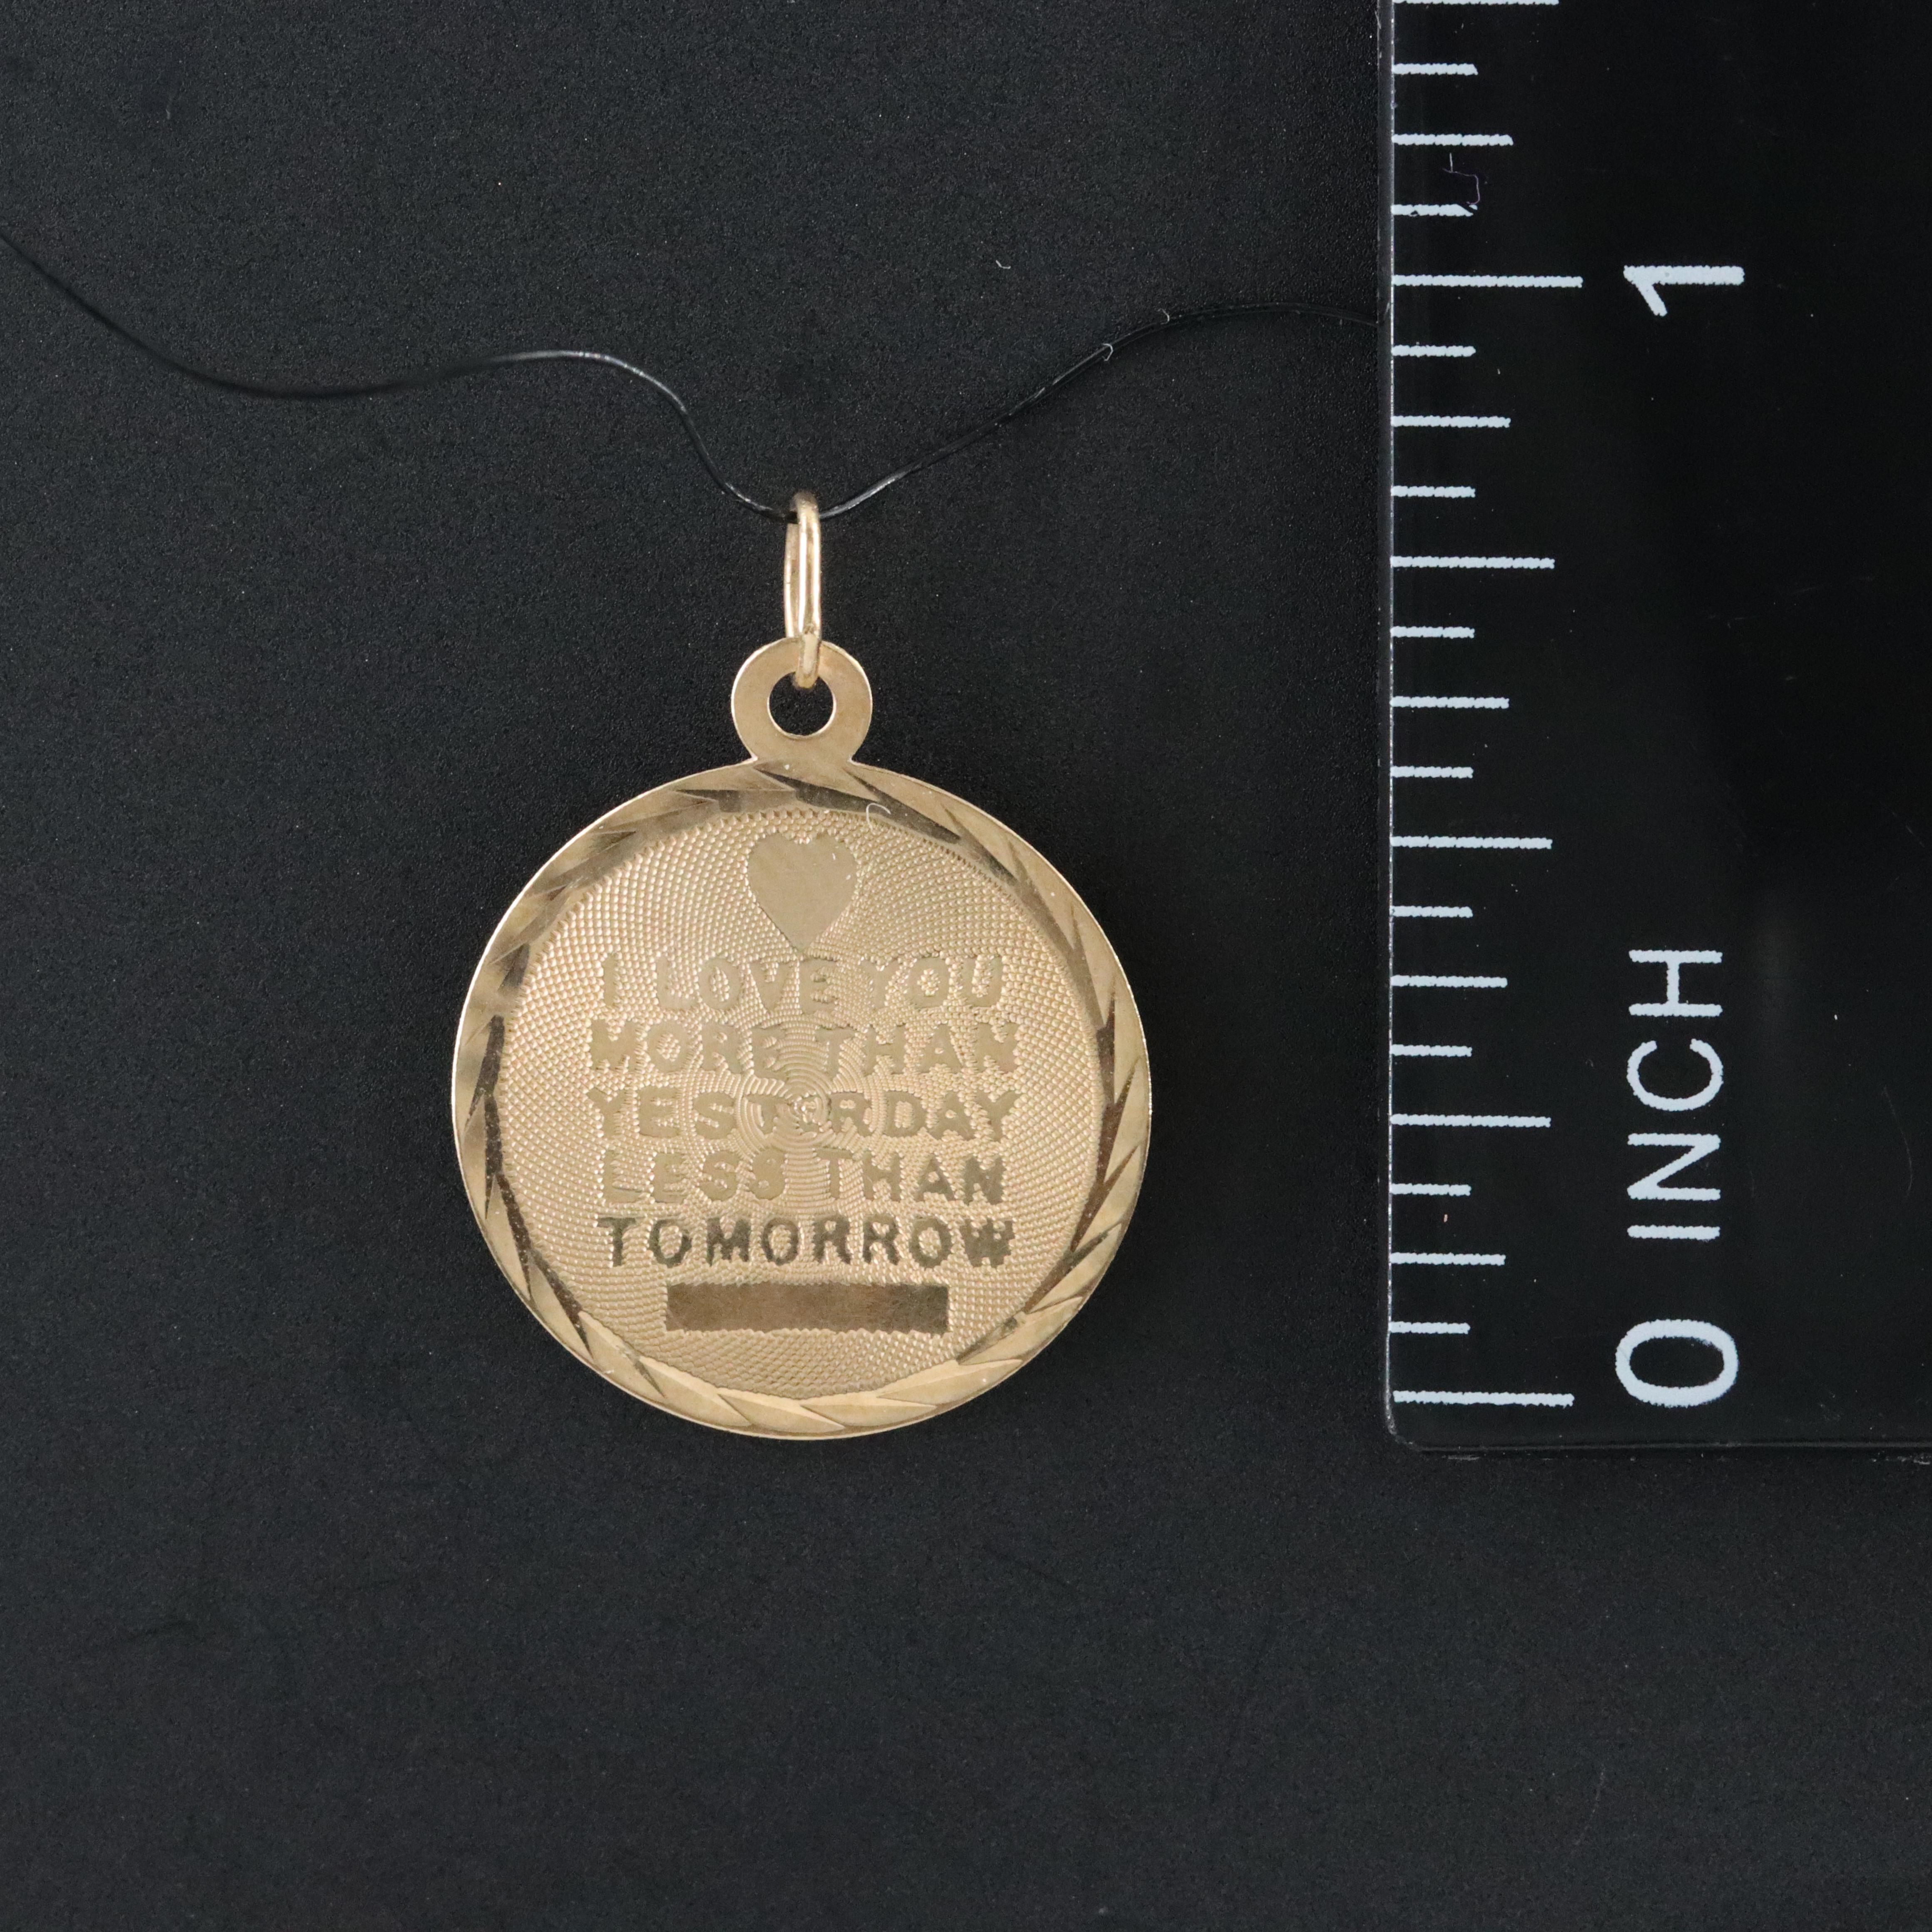 I LOVE YOU
MORE THAN
YESTERDAY
LESS THAN
TOMORROW
0 INCH 1